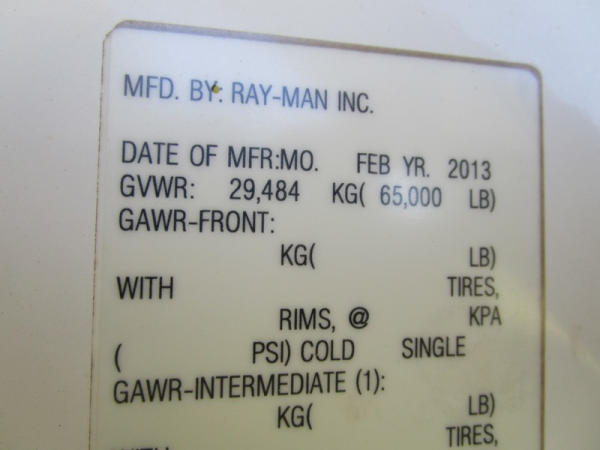 MFD. BY: RAY-MAN INC.
DATE OF MFR:MO. FEB YR. 2013
GVWR: 29,484 KG( 65,000 LB)
GAWR-FRONT:
KG( LB)
WITH TIRES,
RIMS, @ KPA
( PSI) COLD SINGLE
GAWR-INTERMEDIATE (1):
KG( LB)
WITH TIRES,